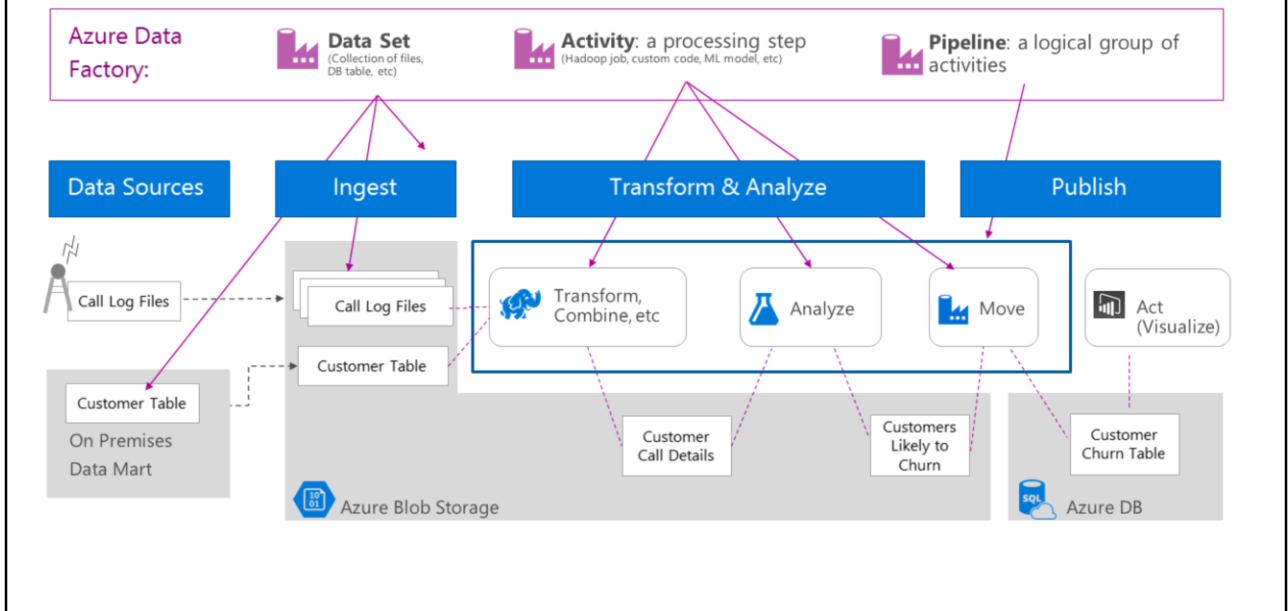 Azure Data
Factory:
Data Set
(Collection of files,
DB table, etc)
Activity: a processing step
(Hadoop job, custom code, ML model, etc)
Pipeline: a logical group of
activities
Data Sources
Ingest
Transform & Analyze
Publish
Call Log Files
Call Log Files
Transform,
Combine, etc
Analyze
Move
Act
(Visualize)
Customer Table
Customer Table
On Premises
Data Mart
Customer
Call Details
Customers
Likely to
Churn
Customer
Churn Table
10
01
Azure Blob Storage
SQL
Azure DB